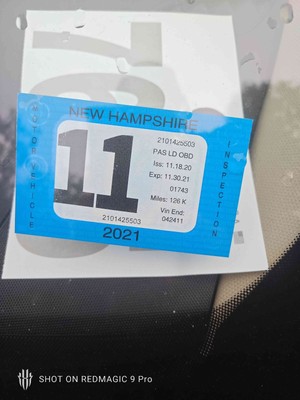 NEW HAMPSHIRE
MOTOR VEHICLE
11
2101425503
PAS LD OBD
Iss: 11.18.20
Exp: 11.30.21
01743
Miles: 126 K
Vin End:
042411
2101425503
INSPECTION
2021
SHOT ON REDMAGIC 9 Pro